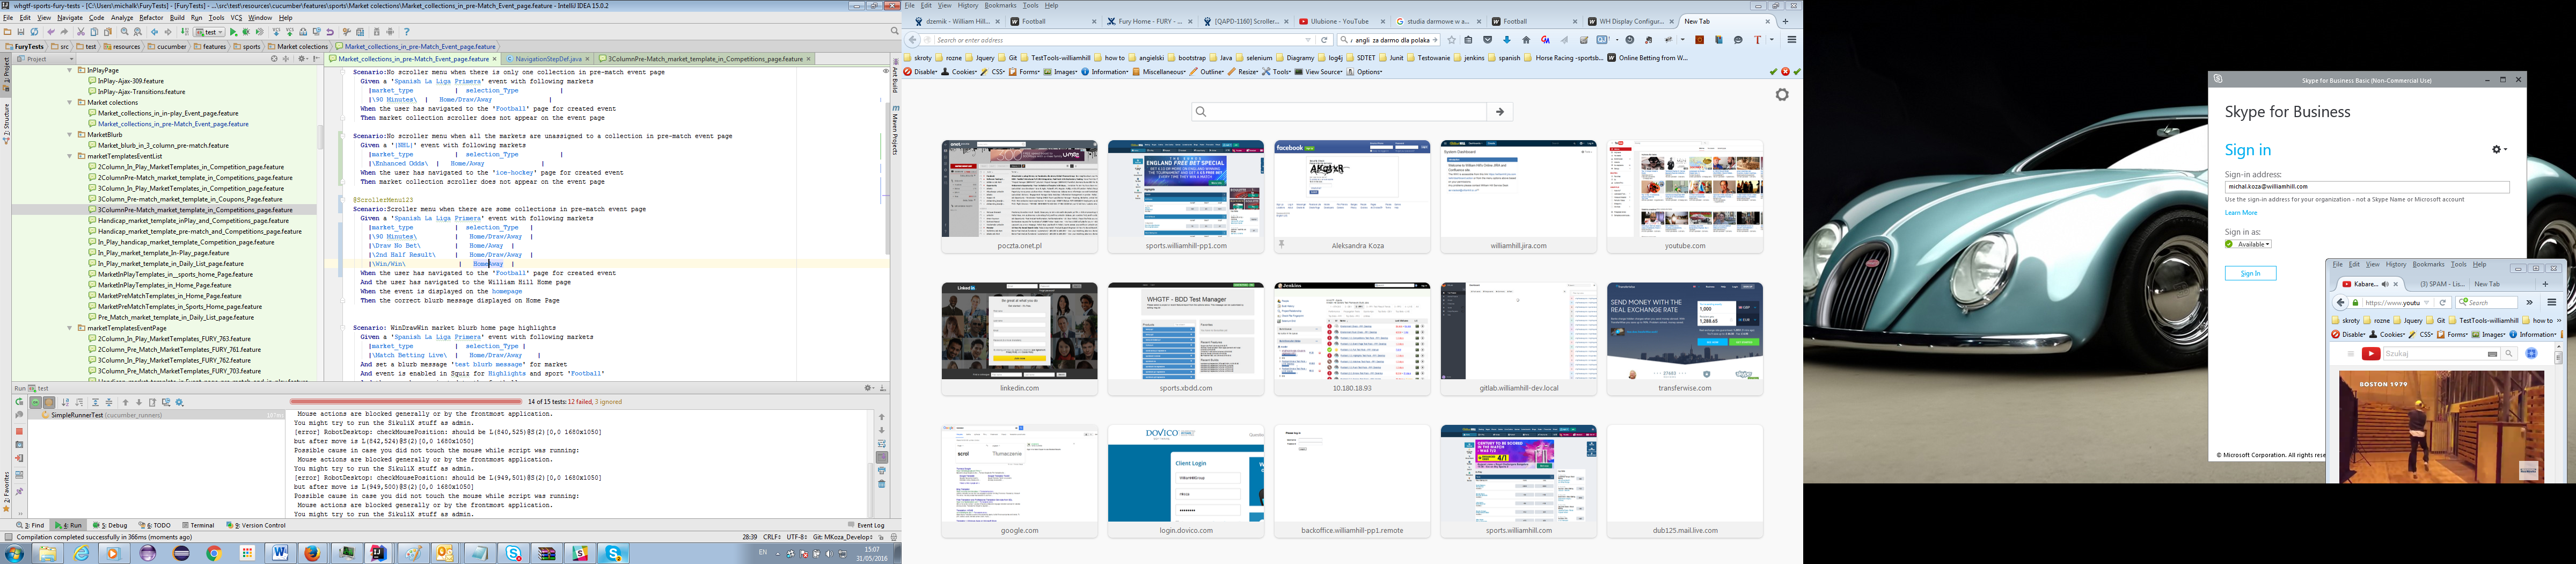 whgtf-sport-fury-tests - [C:\Users\michalk\FuryTests] - [FuryTests] - ...\src\test\resources\cucumber\features\sports\Market colections\Market_collections_in_pre-Match_Event_page.feature - IntelliJ IDEA 15.0.2
File Edit View Navigate Code Analyze Refactor Build Run Tools VCS Window Help
FuryTests src test resources cucumber features sports Market colections Market_collections_in_pre-Match_Event_page.feature
Project
Market_collections_in_pre-Match_Event_page.feature NavigationStepDef.java 3ColumnPre-Match_market_template_in_Competitions_page.feature
InPlayPage
InPlay-Ajax-309.feature
InPlay-Ajax-Transitions.feature
Market colections
Market_collections_in_in-play_Event_page.feature
Market_collections_in_pre-Match_Event_page.feature
MarketBlurb
Market_blurb_in_3_column_pre-match.feature
marketTemplatesEventList
2Column_In_Play_MarketTemplates_in_Competition_page.feature
2ColumnPre-Match_market_template_in_Competitions_page.feature
3Column_In_Play_MarketTemplates_in_Competition_page.feature
3Column_Pre-match_market_template_in_Coupons_Page.feature
3ColumnPre-Match_market_template_in_Competitions_page.feature
Handicap_market_template_inPlay_and_Competitions_Page.feature
Handicap_market_template_pre-match_and_Competitions_Page.feature
In_Play_handicap_market_template_Competition_Page.feature
In_Play_market_template_In-Play_page.feature
In_Play_market_template_in_Daily_List_page.feature
MarketInPlayTemplates_in__sports_home_Page.feature
MarketInPlayTemplates_in_Home_Page.feature
MarketPreMatchTemplates_in_Home_Page.feature
MarketPreMatchTemplates_in_Sports_Home_Page.feature
Pre_Match_market_template_in_Daily_List_page.feature
marketTemplatesEventPage
2Column_In_Play_MarketTemplates_FURY_763.feature
2Column_Pre_Match_MarketTemplates_FURY_761.feature
3Column_In_Play_MarketTemplates_FURY_762.feature
3Column_Pre_Match_MarketTemplates_FURY_703.feature
Scenario:No scroller menu when there is only one collection in pre-match event page
Given a 'Spanish La Liga Primera' event with following markets
|market_type | selection_Type |
|\90 Minutes\ | Home/Draw/Away |
When the user has navigated to the 'Football' page for created event
Then market collection scroller does not appear on the event page
Scenario:No scroller menu when all the markets are unassigned to a collection in pre-match event page
Given a '|NHL|' event with following markets
|market_type | selection_Type |
|\Enhanced Odds\ | Home/Away |
When the user has navigated to the 'ice-hockey' page for created event
Then market collection scroller does not appear on the event page
@ScrollerMenu123
Scenario:Scroller menu when there are some collections in pre-match event page
Given a 'Spanish La Liga Primera' event with following markets
|market_type | selection_Type |
|\90 Minutes\ | Home/Draw/Away |
|\Draw No Bet\ | Home/Away |
|\2nd Half Result\ | Home/Draw/Away |
|\Win/Win\ | Home/Away |
When the user has navigated to the 'Football' page for created event
And the user has navigated to the William Hill Home page
When the event is displayed on the homepage
Then the correct blurb message displayed on Home Page
Scenario: WinDrawWin market blurb home page highlights
Given a 'Spanish La Liga Primera' event with following markets
|market_type | selection_Type |
|\Match Betting Live\ | Home/Draw/Away |
And set a blurb message 'test blurb message' for market
And event is enabled in Squiz for Highlights and sport 'Football'
Run test
14 of 15 tests: 12 failed, 3 ignored
SimpleRunnerTest (cucumber_runners)
Mouse actions are blocked generally or by the frontmost application.
You might try to run the SikuliX stuff as admin.
[error] RobotDesktop: checkMousePosition: should be L(840,525)@S(2)[0,0 1680x1050]
but after move is L(842,524)@S(2)[0,0 1680x1050]
Possible cause in case you did not touch the mouse while script was running:
Mouse actions are blocked generally or by the frontmost application.
You might try to run the SikuliX stuff as admin.
[error] RobotDesktop: checkMousePosition: should be L(949,501)@S(2)[0,0 1680x1050]
but after move is L(949,500)@S(2)[0,0 1680x1050]
Possible cause in case you did not touch the mouse while script was running:
Mouse actions are blocked generally or by the frontmost application.
You might try to run the SikuliX stuff as admin.
3: Find 4: Run 5: Debug 6: TODO Terminal 9: Version Control Event Log
Compilation completed successfully in 366ms (moments ago) 28:39 CRLF÷ UTF-8÷ Git: MKoza_Develop÷
EN 15:07
31/05/2016
File Edit View History Bookmarks Tools Help
dzemik - William Hill... Football Fury Home - FURY - ... [QAPD-1160] Scroller... Ulubione - YouTube studia darmowe w a... Football WH Display Configur... New Tab
Search or enter address
angli za darmo dla polaka
skroty rozne Jquery Git TestTools-williamhill how to angielski bootstrap Java selenium Diagramy log4j SDTET Junit Testowanie jenkins spanish Horse Racing -sportsb... Online Betting from W...
Disable Cookies CSS Forms Images Information Miscellaneous Outline Resize Tools View Source Options
poczta.onet.pl
sports.williamhill-pp1.com
facebook
Aleksandra Koza
williamhill.jira.com
youtube.com
linkedin.com
WHGTF - BDD Test Manager
sports.xbdd.com
Jenkins
10.180.18.93
gitlab.williamhill-dev.local
SEND MONEY WITH THE
REAL EXCHANGE RATE
transferwise.com
google.com
DOVICO
Client Login
login.dovico.com
backoffice.williamhill-pp1.remote
sports.williamhill.com
dub125.mail.live.com
Skype for Business Basic (Non-Commercial Use)
Skype for Business
Sign in
Sign-in address:
michal.koza@williamhill.com
Use the sign-in address for your organization - not a Skype Name or Microsoft account
Learn More
Sign in as:
Available
Sign In
© Microsoft Corporation. All rights rese
File Edit View History Bookmarks Tools Help
Kabare... (3) SPAM - Lis... New Tab
https://www.youtu Search
skroty rozne Jquery Git TestTools-williamhill how to
Disable Cookies CSS Forms Images Information
Szukaj
BOSTON 1979